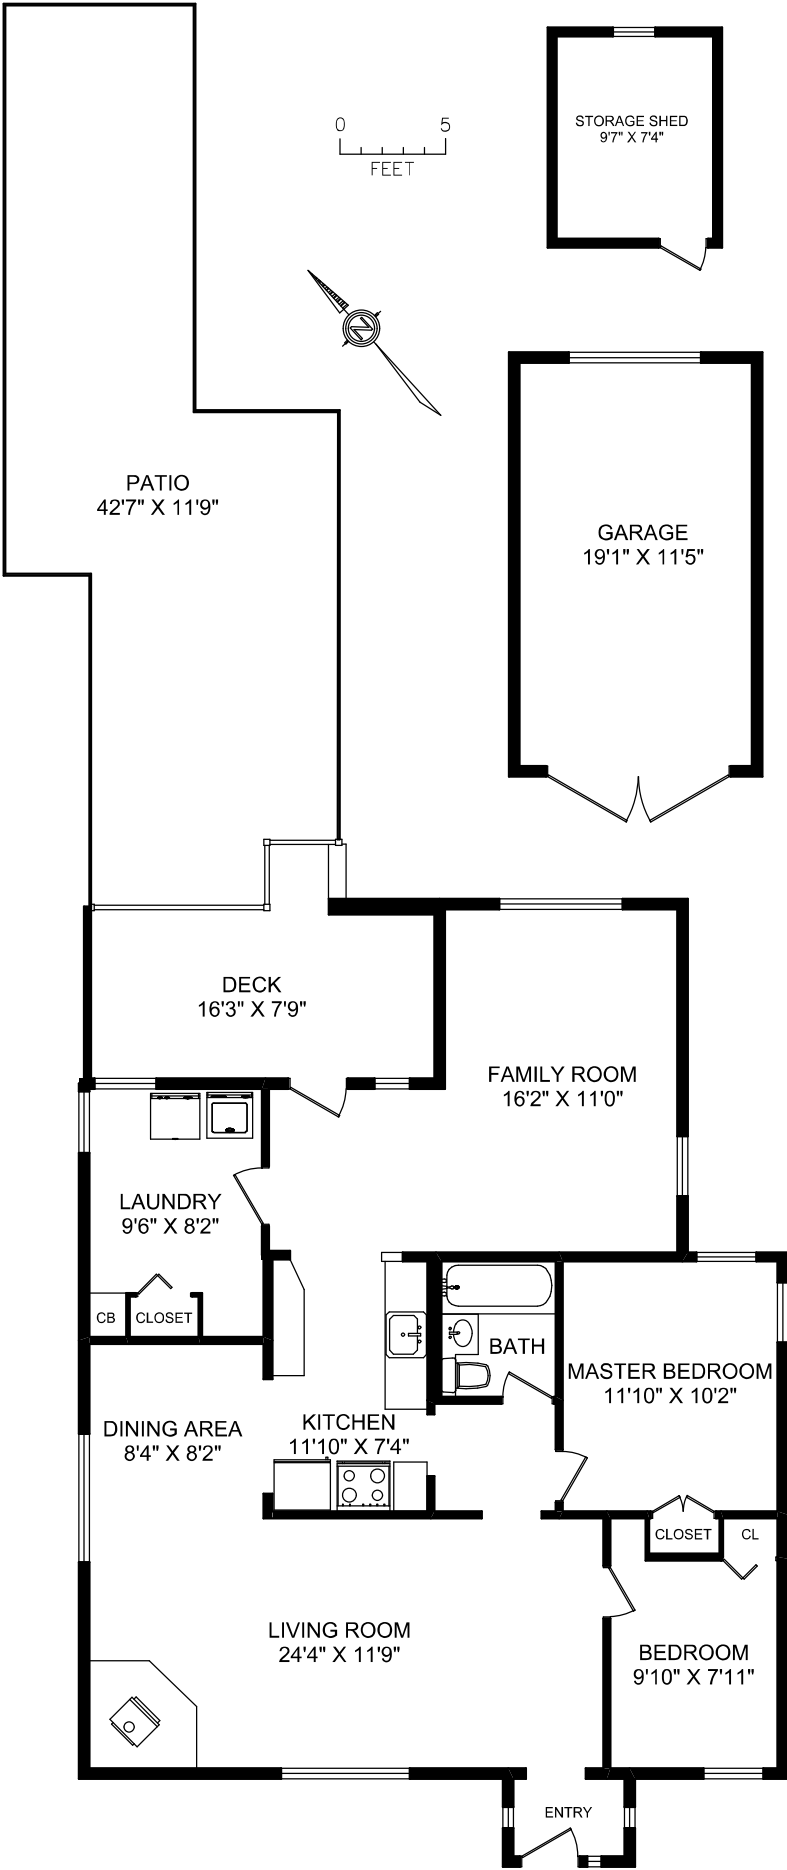 0 5
FEET
STORAGE SHED
9'7" X 7'4"
N
PATIO
42'7" X 11'9"
GARAGE
19'1" X 11'5"
DECK
16'3" X 7'9"
FAMILY ROOM
16'2" X 11'0"
LAUNDRY
9'6" X 8'2"
CB
CLOSET
BATH
MASTER BEDROOM
11'10" X 10'2"
DINING AREA
8'4" X 8'2"
KITCHEN
11'10" X 7'4"
CLOSET
CL
LIVING ROOM
24'4" X 11'9"
BEDROOM
9'10" X 7'11"
ENTRY